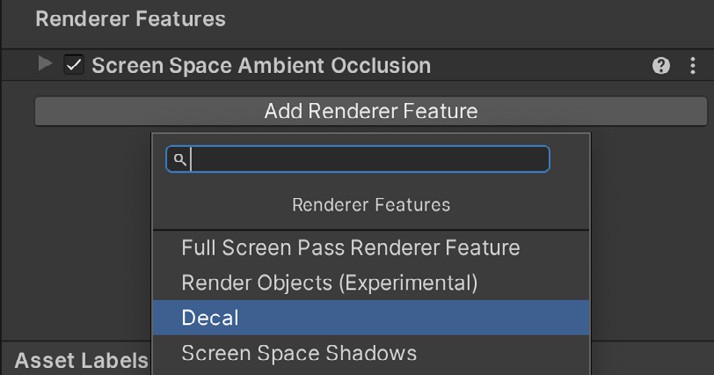 Renderer Features
Screen Space Ambient Occlusion
Add Renderer Feature
Renderer Features
Full Screen Pass Renderer Feature
Render Objects (Experimental)
Decal
Screen Space Shadows
Asset Labels